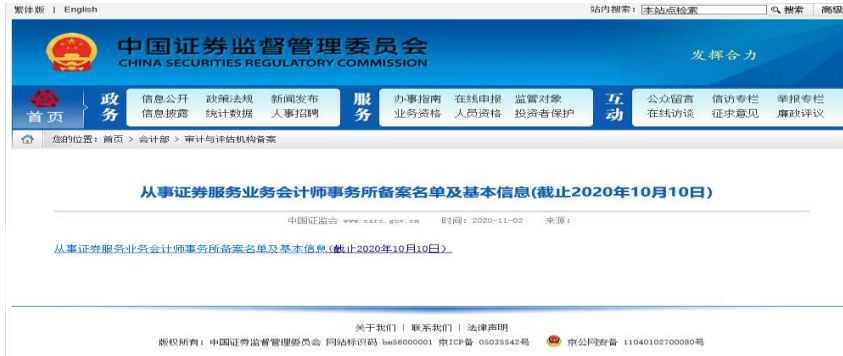 繁体版 | English 站内搜索: 本站点检索 搜索 高级
中国证券监督管理委员会
CHINA SECURITIES REGULATORY COMMISSION
发挥合力
首页 政务 信息公开 政策法规 新闻发布 服务 办事指南 在线申报 监管对象 互动 公众留言 信访专栏 举报专栏
信息披露 统计数据 人事招聘 业务资格 人员资格 投资者保护 在线访谈 征求意见 廉政评议
您的位置：首页 > 会计部 > 审计与评估机构备案
从事证券服务业务会计师事务所备案名单及基本信息(截止2020年10月10日)
中国证监会 www.csrc.gov.cn 时间：2020-11-02 来源：
从事证券服务业务会计师事务所备案名单及基本信息(截止2020年10月10日)
关于我们 | 联系我们 | 法律声明
版权所有：中国证券监督管理委员会 网站标识码 bm56000001 京ICP备 05035542号 京公网安备 11040102700080号